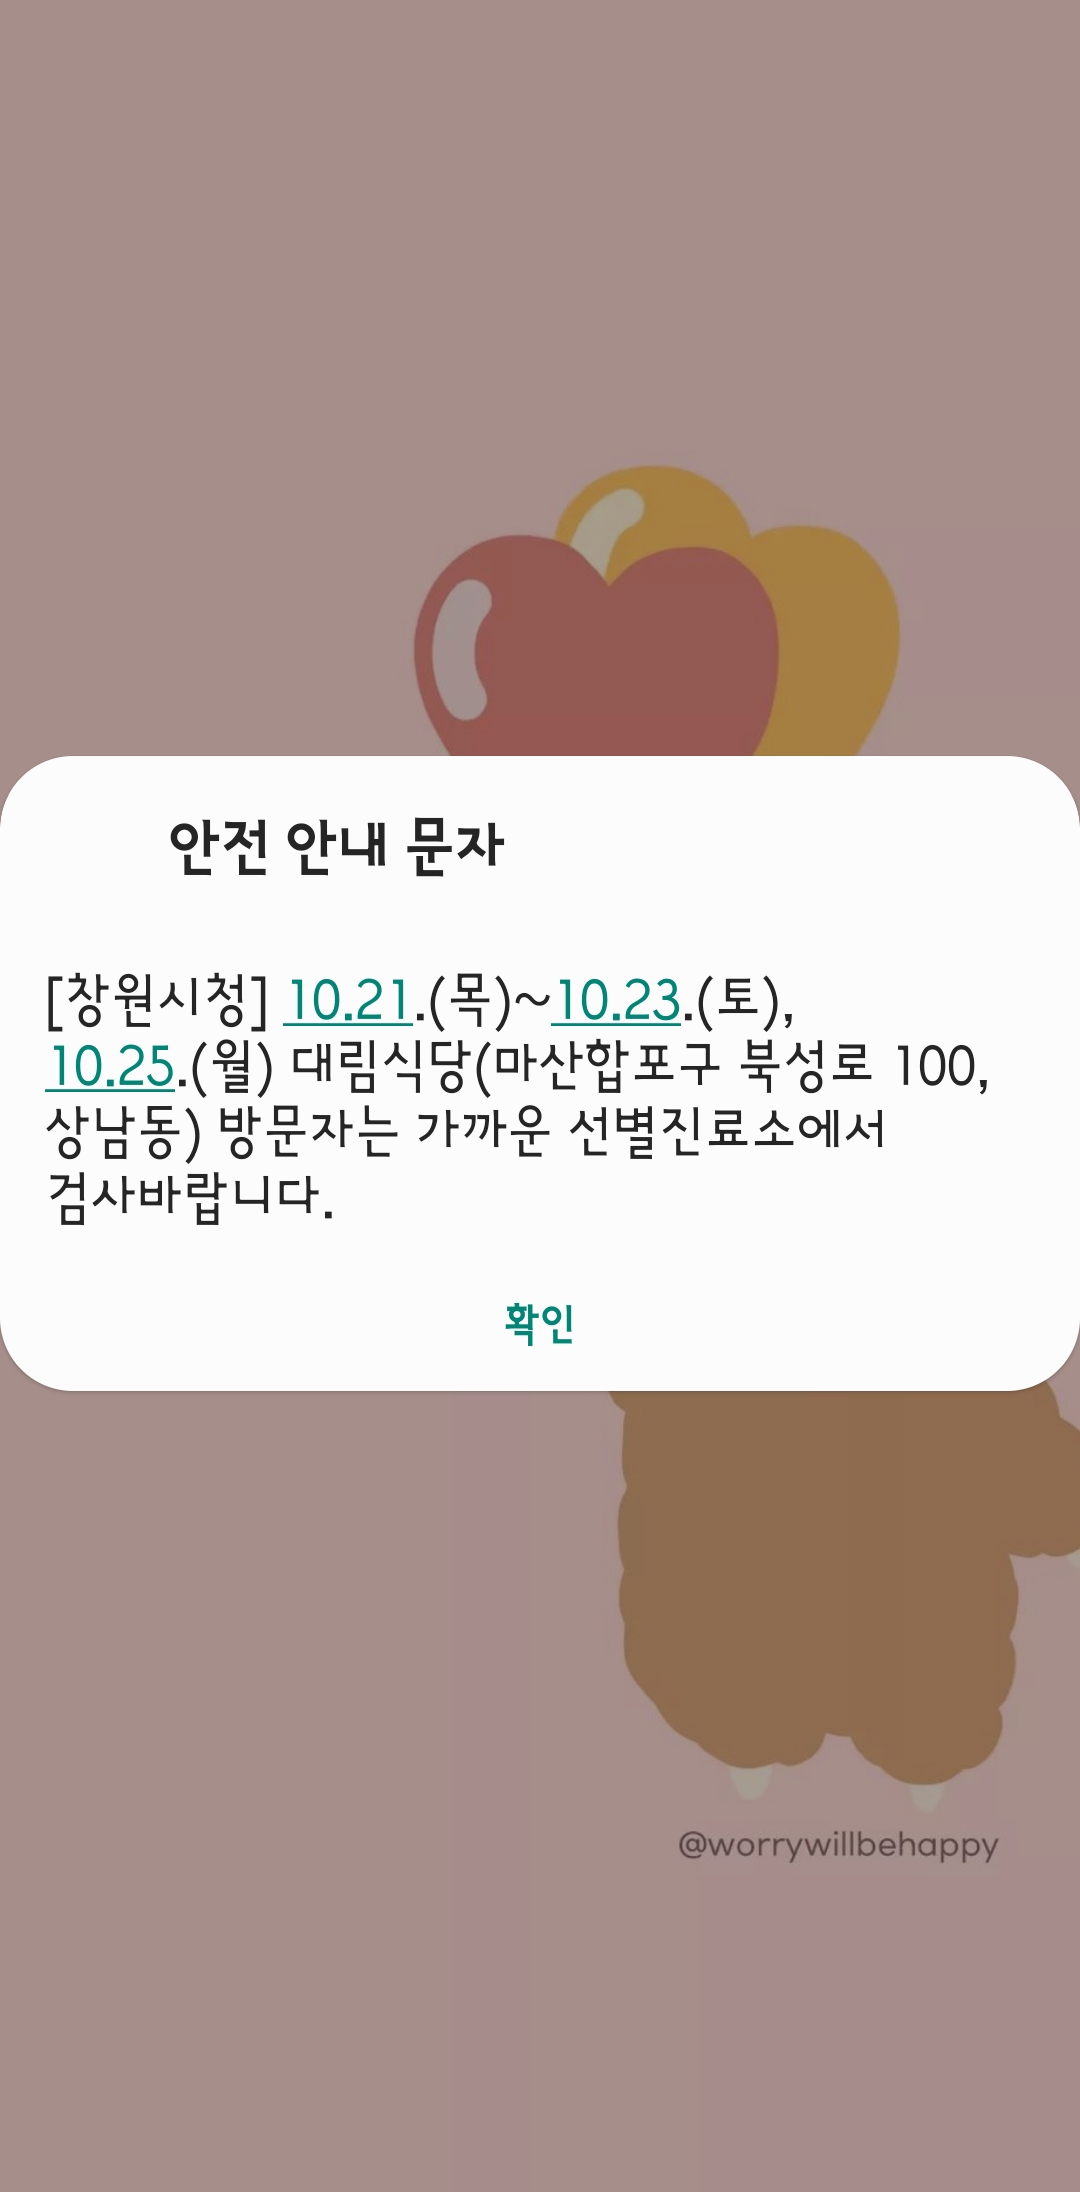 안전 안내 문자
[창원시청] 10.21.(목)~10.23.(토),
10.25.(월) 대림식당(마산합포구 북성로 100,
상남동) 방문자는 가까운 선별진료소에서
검사바랍니다.
확인
@worrywillbehappy